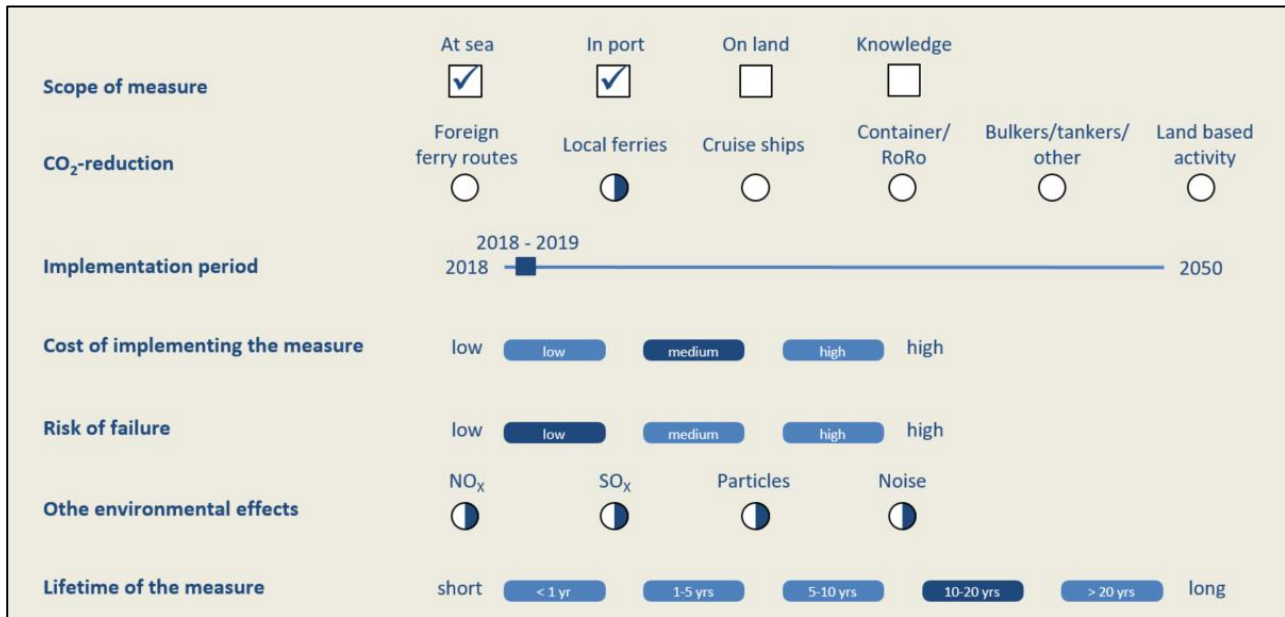 At sea In port On land Knowledge
Scope of measure
Foreign ferry routes Local ferries Cruise ships Container/ RoRo Bulkers/tankers/ other Land based activity
CO₂-reduction
2018 - 2019
Implementation period 2018 2050
Cost of implementing the measure low low medium high high
Risk of failure low low medium high high
NOₓ SOₓ Particles Noise
Othe environmental effects
Lifetime of the measure short < 1 yr 1-5 yrs 5-10 yrs 10-20 yrs > 20 yrs long